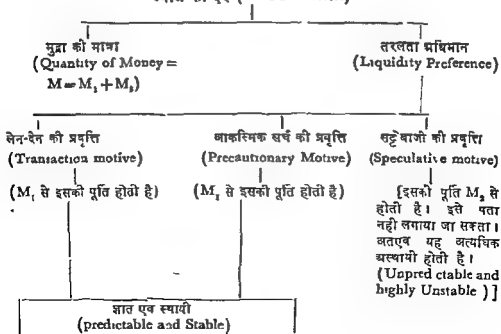 मुद्रा की मात्रा
(Quantity of Money =
M=M₁+M₂)
तरलता अधिमान
(Liquidity Preference)
लेन-देन की प्रवृत्ति
(Transaction motive)
(M₁ से इसकी पूर्ति होती है)
आकस्मिक खर्च की प्रवृत्ति
(Precautionary Motive)
(M₁ से इसकी पूर्ति होती है)
सट्टेबाजी की प्रवृत्ति
(Speculative motive)
[इसकी पूर्ति M₂ से
होती है। इसे पता
नहीं लगाया जा सकता।
अतएव यह अत्यधिक
अस्थायी होती है।
(Unpred ctable and
highly Unstable )]
ज्ञात एव स्थायी
(predictable and Stable)